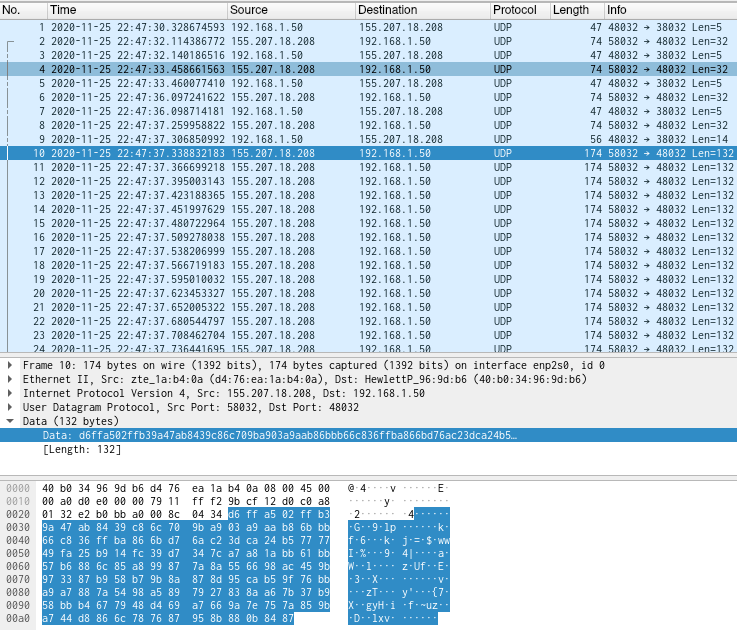 No. Time Source Destination Protocol Length Info
1 2020-11-25 22:47:30.328674593 192.168.1.50 155.207.18.208 UDP 47 48032 → 38032 Len=5
2 2020-11-25 22:47:32.114386772 155.207.18.208 192.168.1.50 UDP 74 58032 → 48032 Len=32
3 2020-11-25 22:47:32.140186516 192.168.1.50 155.207.18.208 UDP 47 48032 → 38032 Len=5
4 2020-11-25 22:47:33.458661563 155.207.18.208 192.168.1.50 UDP 74 58032 → 48032 Len=32
5 2020-11-25 22:47:33.460077410 192.168.1.50 155.207.18.208 UDP 47 48032 → 38032 Len=5
6 2020-11-25 22:47:36.097241622 155.207.18.208 192.168.1.50 UDP 74 58032 → 48032 Len=32
7 2020-11-25 22:47:36.098714181 192.168.1.50 155.207.18.208 UDP 47 48032 → 38032 Len=5
8 2020-11-25 22:47:37.259958822 155.207.18.208 192.168.1.50 UDP 74 58032 → 48032 Len=32
9 2020-11-25 22:47:37.306850992 192.168.1.50 155.207.18.208 UDP 56 48032 → 38032 Len=14
10 2020-11-25 22:47:37.338832183 155.207.18.208 192.168.1.50 UDP 174 58032 → 48032 Len=132
11 2020-11-25 22:47:37.366699218 155.207.18.208 192.168.1.50 UDP 174 58032 → 48032 Len=132
12 2020-11-25 22:47:37.395003143 155.207.18.208 192.168.1.50 UDP 174 58032 → 48032 Len=132
13 2020-11-25 22:47:37.423188365 155.207.18.208 192.168.1.50 UDP 174 58032 → 48032 Len=132
14 2020-11-25 22:47:37.451997629 155.207.18.208 192.168.1.50 UDP 174 58032 → 48032 Len=132
15 2020-11-25 22:47:37.480722964 155.207.18.208 192.168.1.50 UDP 174 58032 → 48032 Len=132
16 2020-11-25 22:47:37.509278038 155.207.18.208 192.168.1.50 UDP 174 58032 → 48032 Len=132
17 2020-11-25 22:47:37.538206999 155.207.18.208 192.168.1.50 UDP 174 58032 → 48032 Len=132
18 2020-11-25 22:47:37.566719183 155.207.18.208 192.168.1.50 UDP 174 58032 → 48032 Len=132
19 2020-11-25 22:47:37.595010032 155.207.18.208 192.168.1.50 UDP 174 58032 → 48032 Len=132
20 2020-11-25 22:47:37.623453327 155.207.18.208 192.168.1.50 UDP 174 58032 → 48032 Len=132
21 2020-11-25 22:47:37.652005322 155.207.18.208 192.168.1.50 UDP 174 58032 → 48032 Len=132
22 2020-11-25 22:47:37.680544797 155.207.18.208 192.168.1.50 UDP 174 58032 → 48032 Len=132
23 2020-11-25 22:47:37.708462704 155.207.18.208 192.168.1.50 UDP 174 58032 → 48032 Len=132
24 2020-11-25 22:47:37.736441695 155.207.18.208 192.168.1.50 UDP 174 58032 → 48032 Len=132
Frame 10: 174 bytes on wire (1392 bits), 174 bytes captured (1392 bits) on interface enp2s0, id 0
Ethernet II, Src: zte_1a:b4:0a (d4:76:ea:1a:b4:0a), Dst: HewlettP_96:9d:b6 (40:b0:34:96:9d:b6)
Internet Protocol Version 4, Src: 155.207.18.208, Dst: 192.168.1.50
User Datagram Protocol, Src Port: 58032, Dst Port: 48032
Data (132 bytes)
Data: d6ffa502ffb39a47ab8439c86c709ba903a9aab86bbb66c836ffba866bd76ac23dca24b5…
[Length: 132]
0000 40 b0 34 96 9d b6 d4 76 ea 1a b4 0a 08 00 45 00 @·4····v ······E·
0010 00 a0 d0 e0 00 00 79 11 ff f2 9b cf 12 d0 c0 a8 ······y· ········
0020 01 32 e2 b0 bb a0 00 8c 04 34 d6 ff a5 02 ff b3 ·2······ ·4······
0030 9a 47 ab 84 39 c8 6c 70 9b a9 03 a9 aa b8 6b bb ·G··9·lp ······k·
0040 66 c8 36 ff ba 86 6b d7 6a c2 3d ca 24 b5 77 77 f·6···k· j·=·$·ww
0050 49 fa 25 b9 14 fc 39 d7 34 7c a7 a8 1a bb 61 bb I·%···9· 4|····a·
0060 57 b6 88 6c 85 a8 89 87 7a 8a 55 66 98 ac 45 9b W··l···· z·Uf··E·
0070 97 33 87 b9 58 b7 9b 8a 87 8d 95 ca b5 9f 76 bb ·3··X··· ······v·
0080 a9 a7 88 7a 54 98 a5 89 79 27 83 8a a6 7b 37 b9 ···zT··· y'···{7·
0090 58 bb b4 67 79 48 d4 69 a7 66 9a 7e 75 7a 85 9b X··gyH·i ·f·~uz··
00a0 a7 44 d8 86 6c 78 76 87 95 8b 88 0b 84 87 ·D··lxv· ······